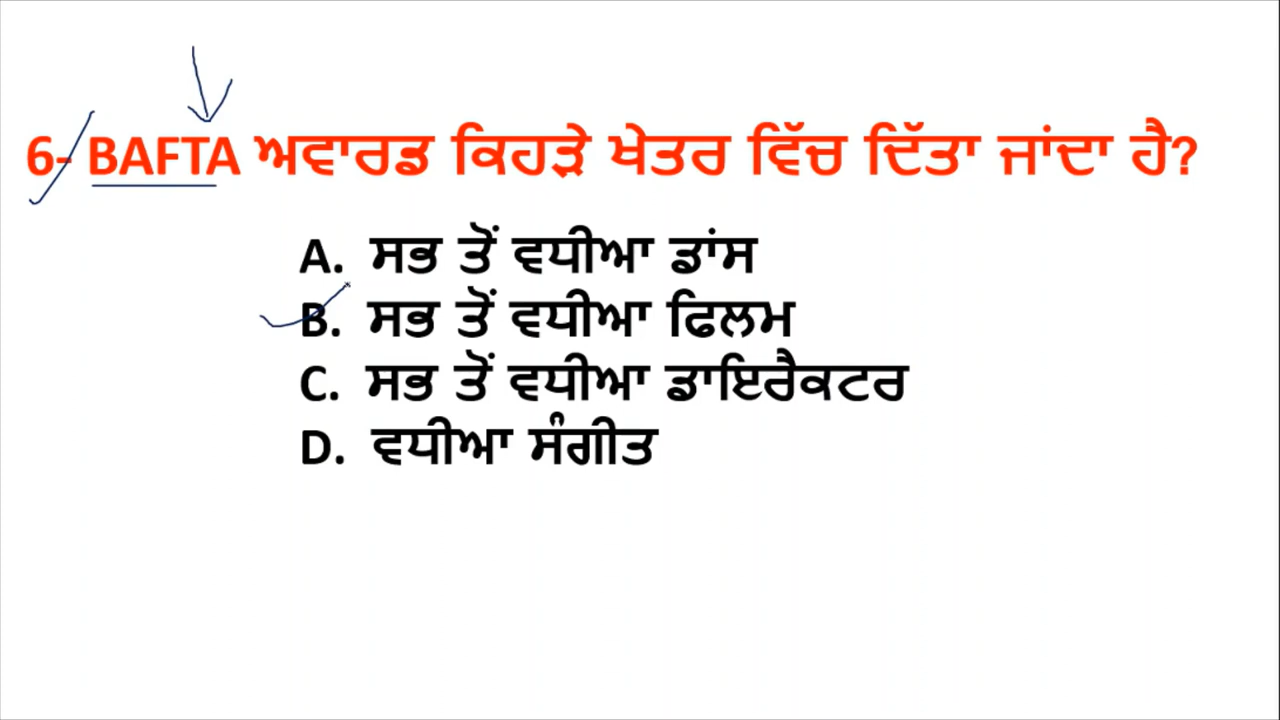 6- BAFTA ਅਵਾਰਡ ਕਿਹੜੇ ਖੇਤਰ ਵਿੱਚ ਦਿੱਤਾ ਜਾਂਦਾ ਹੈ?
A. ਸਭ ਤੋਂ ਵਧੀਆ ਡਾਂਸ
B. ਸਭ ਤੋਂ ਵਧੀਆ ਫਿਲਮ
C. ਸਭ ਤੋਂ ਵਧੀਆ ਡਾਇਰੈਕਟਰ
D. ਵਧੀਆ ਸੰਗੀਤ